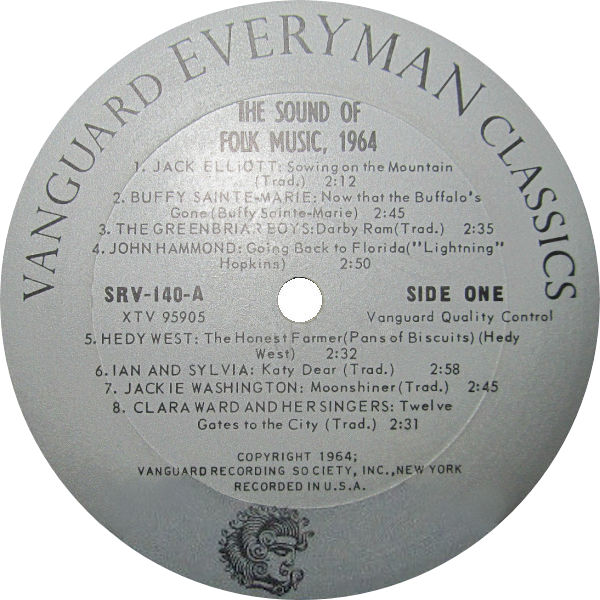 VANGUARD EVERYMAN CLASSICS
THE SOUND OF
FOLK MUSIC, 1964
1. JACK ELLIOTT: Sowing on the Mountain
(Trad.) 2:12
2. BUFFY SAINTE-MARIE: Now that the Buffalo's
Gone (Buffy Sainte-Marie) 2:45
3. THE GREENBRIAR BOYS: Darby Ram (Trad.) 2:35
4. JOHN HAMMOND: Going Back to Florida ("Lightning"
Hopkins) 2:50
SRV-140-A SIDE ONE
XTV 95905 Vanguard Quality Control
5. HEDY WEST: The Honest Farmer (Pans of Biscuits) (Hedy
West) 2:32
6. IAN AND SYLVIA: Katy Dear (Trad.) 2:58
7. JACKIE WASHINGTON: Moonshiner (Trad.) 2:45
8. CLARA WARD AND HER SINGERS: Twelve
Gates to the City (Trad.) 2:31
COPYRIGHT 1964;
VANGUARD RECORDING SOCIETY, INC., NEW YORK
RECORDED IN U.S.A.